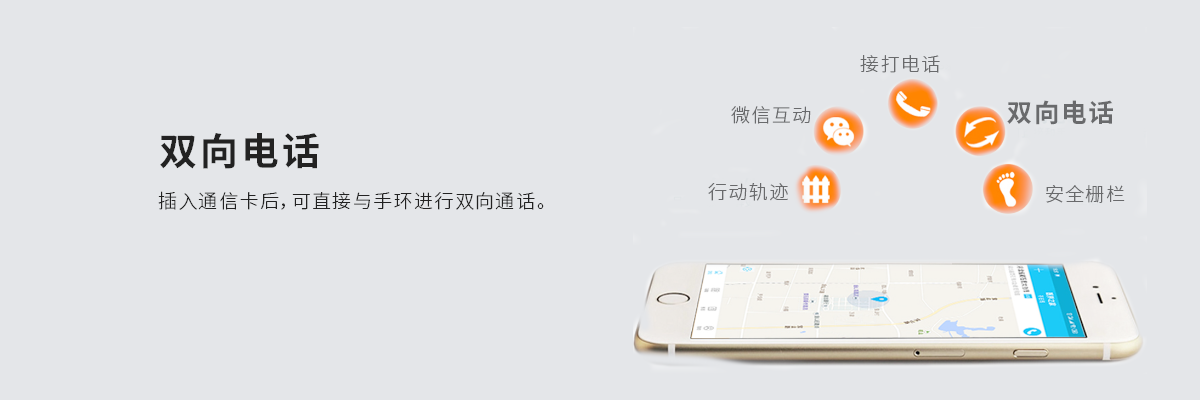 双向电话
插入通信卡后，可直接与手环进行双向通话。
接打电话
微信互动
双向电话
行动轨迹
安全栅栏